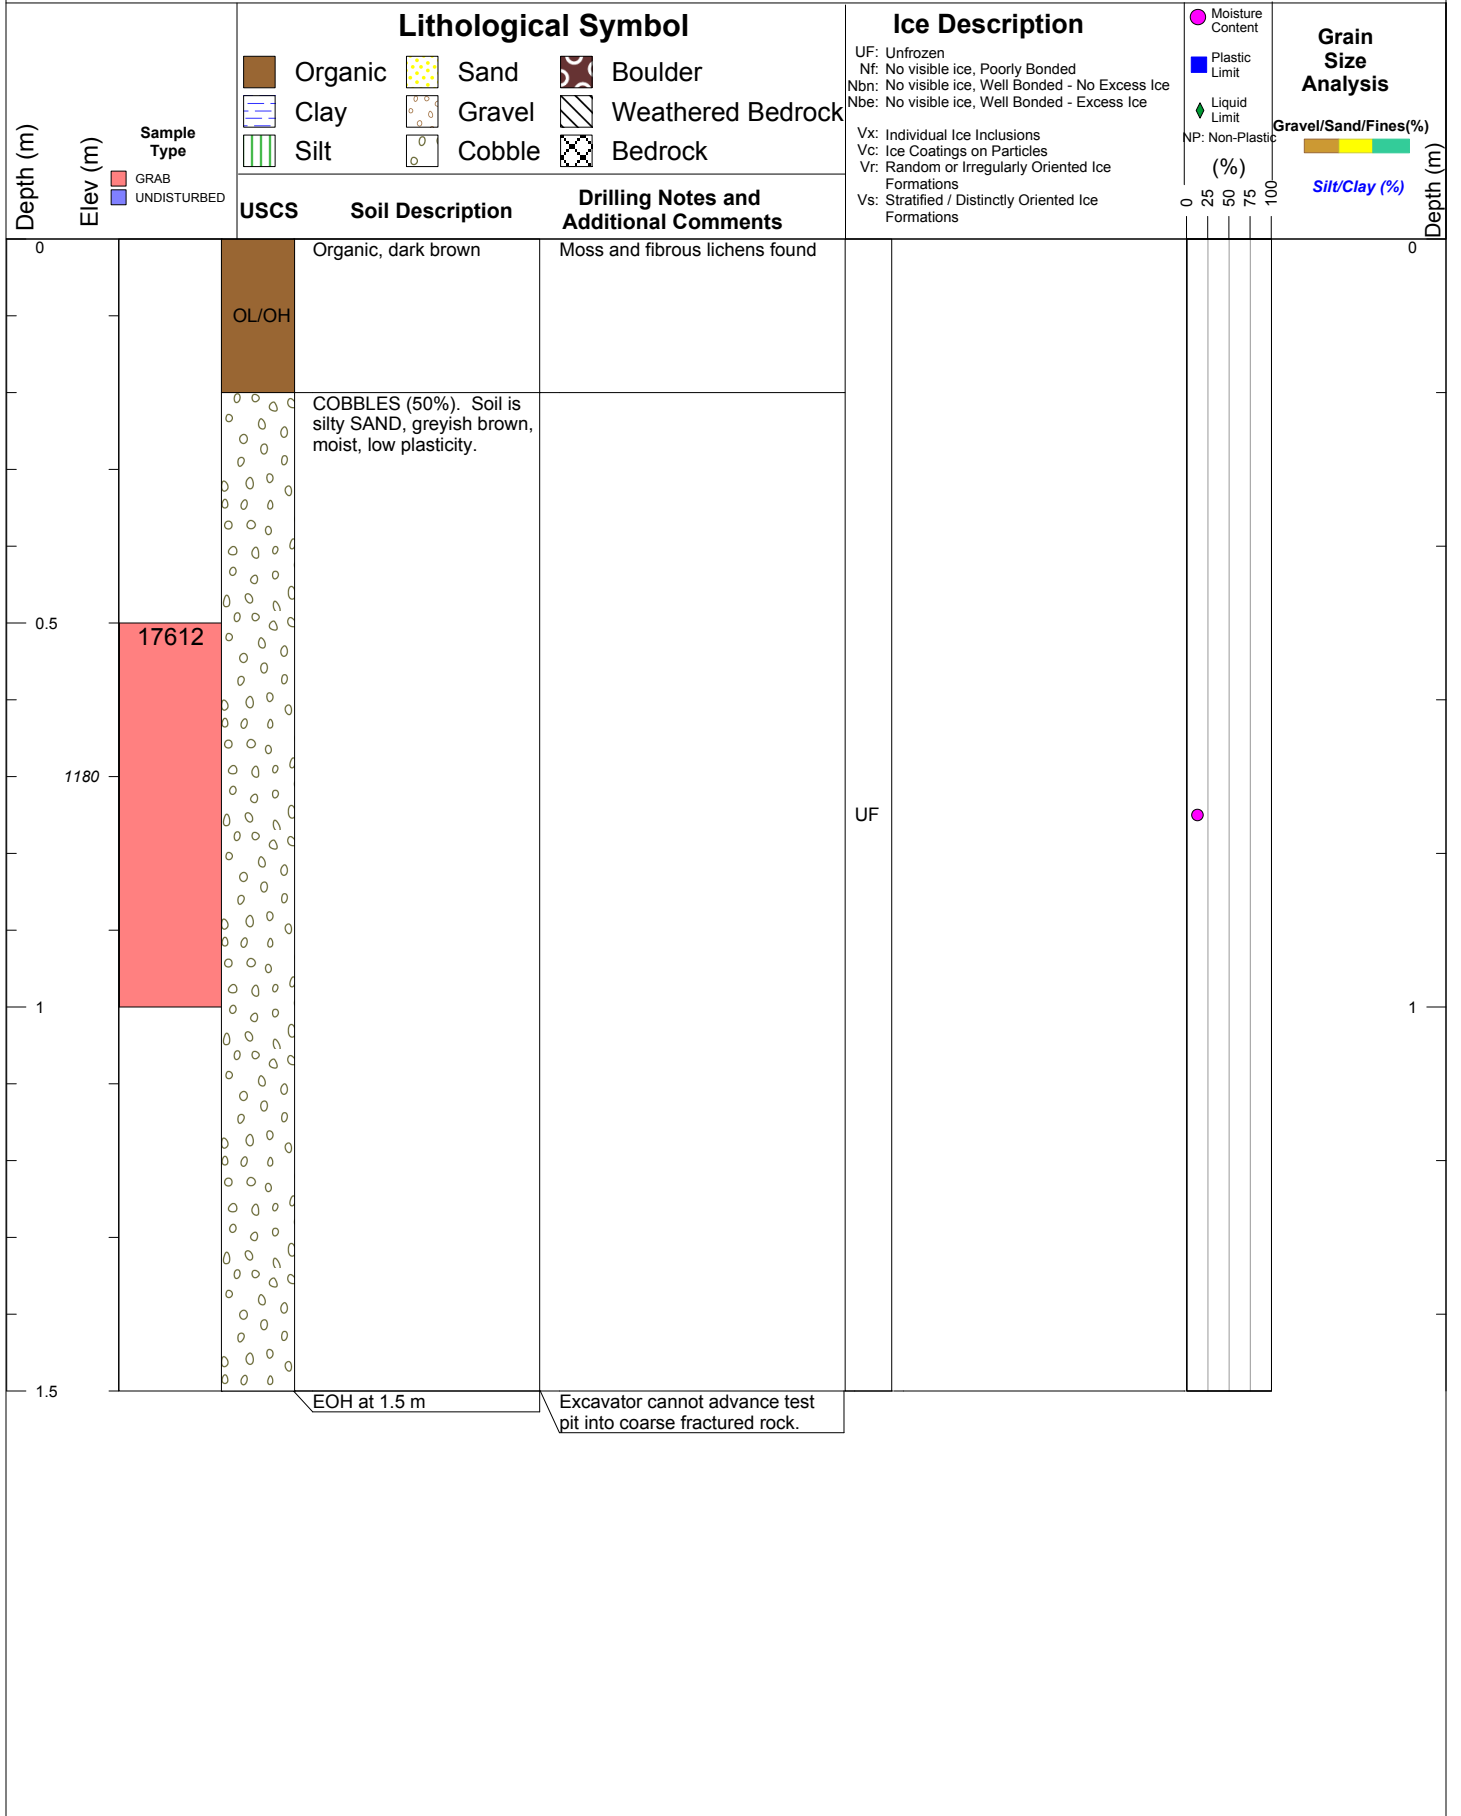 Lithological Symbol
Organic
Sand
Boulder
Clay
Gravel
Weathered Bedrock
Silt
Cobble
Bedrock
Ice Description
UF: Unfrozen
Nf: No visible ice, Poorly Bonded
Nbn: No visible ice, Well Bonded - No Excess Ice
Nbe: No visible ice, Well Bonded - Excess Ice
Vx: Individual Ice Inclusions
Vc: Ice Coatings on Particles
Vr: Random or Irregularly Oriented Ice
Formations
Vs: Stratified / Distinctly Oriented Ice
Formations
Moisture
Content
Plastic
Limit
Liquid
Limit
NP: Non-Plastic
(%)
0
25
50
75
100
Grain
Size
Analysis
Gravel/Sand/Fines(%)
Silt/Clay (%)
Depth (m)
Depth (m)
Elev (m)
Sample
Type
GRAB
UNDISTURBED
USCS
Soil Description
Drilling Notes and
Additional Comments
0
Organic, dark brown
Moss and fibrous lichens found
0
OL/OH
COBBLES (50%). Soil is
silty SAND, greyish brown,
moist, low plasticity.
0.5
17612
1180
UF
1
1
1.5
EOH at 1.5 m
Excavator cannot advance test
pit into coarse fractured rock.